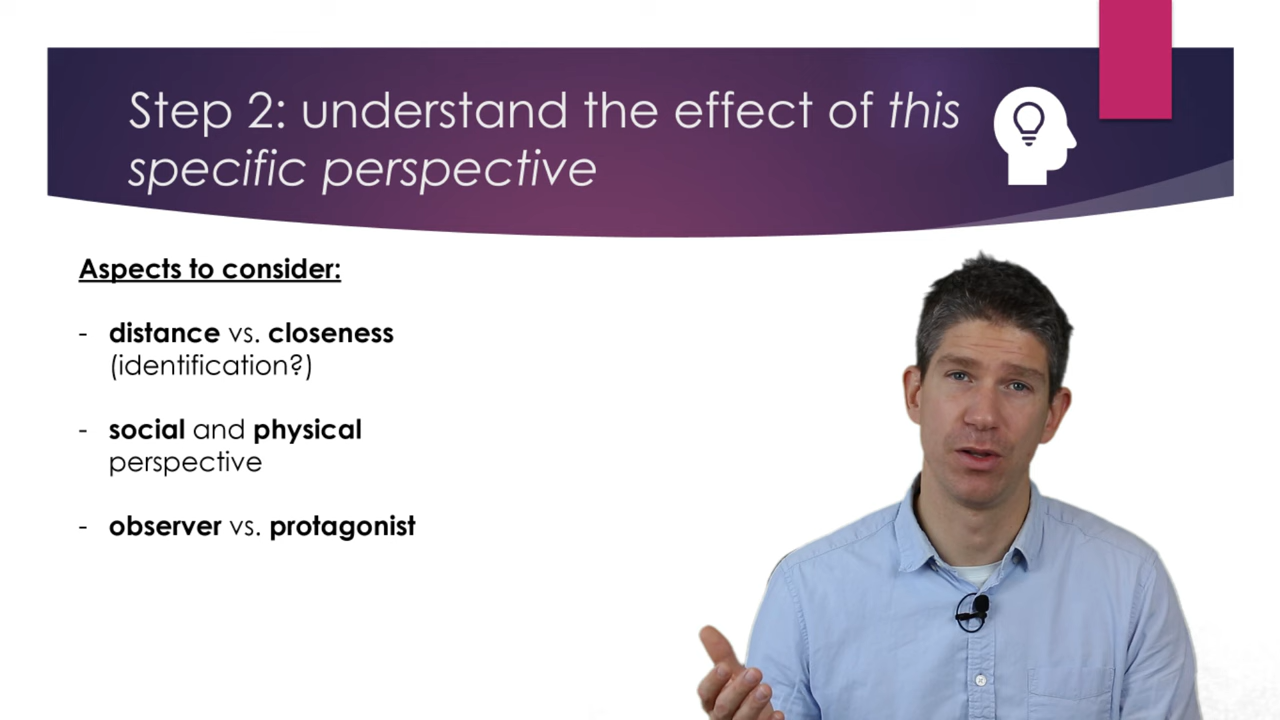 Step 2: understand the effect of this
specific perspective
Aspects to consider:
- distance vs. closeness
(identification?)
- social and physical
perspective
- observer vs. protagonist